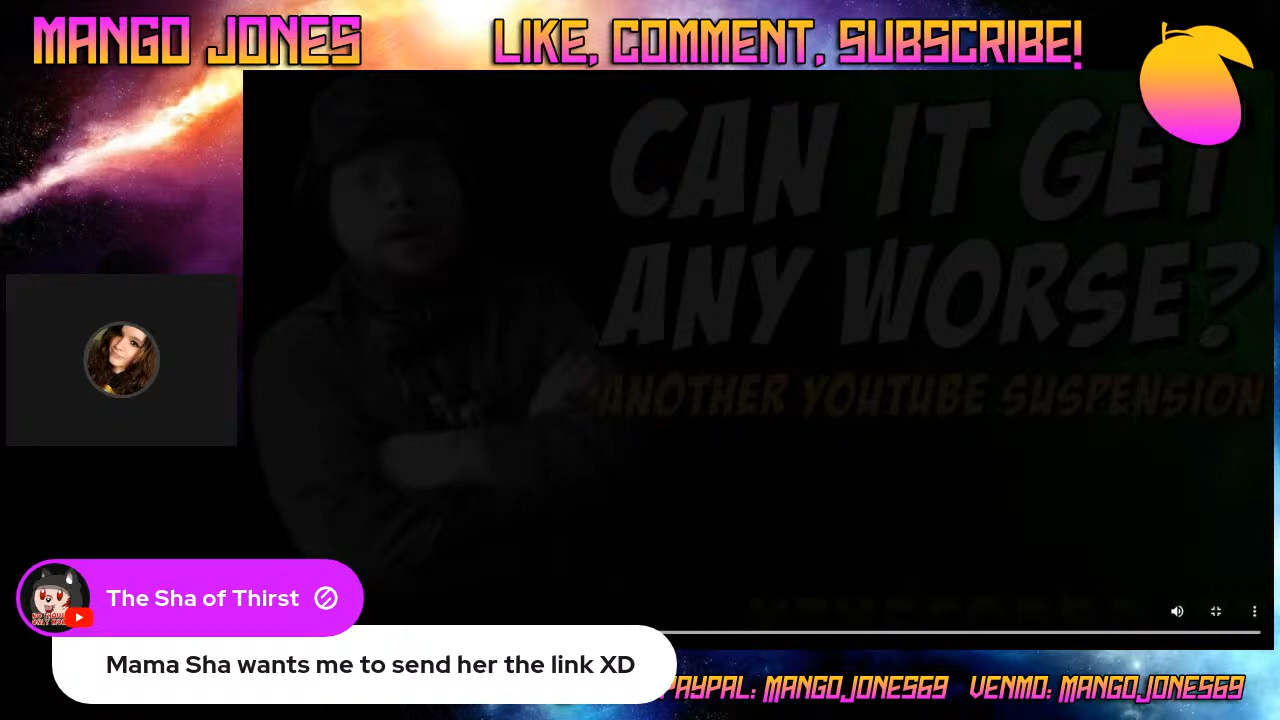 MANGO JONES
LIKE, COMMENT, SUBSCRIBE!
CAN IT GET
ANY WORSE?
ANOTHER YOUTUBE SUSPENSION
The Sha of Thirst
Mama Sha wants me to send her the link XD
PAYPAL: MANGOJONES69 VENMO: MANGOJONES69